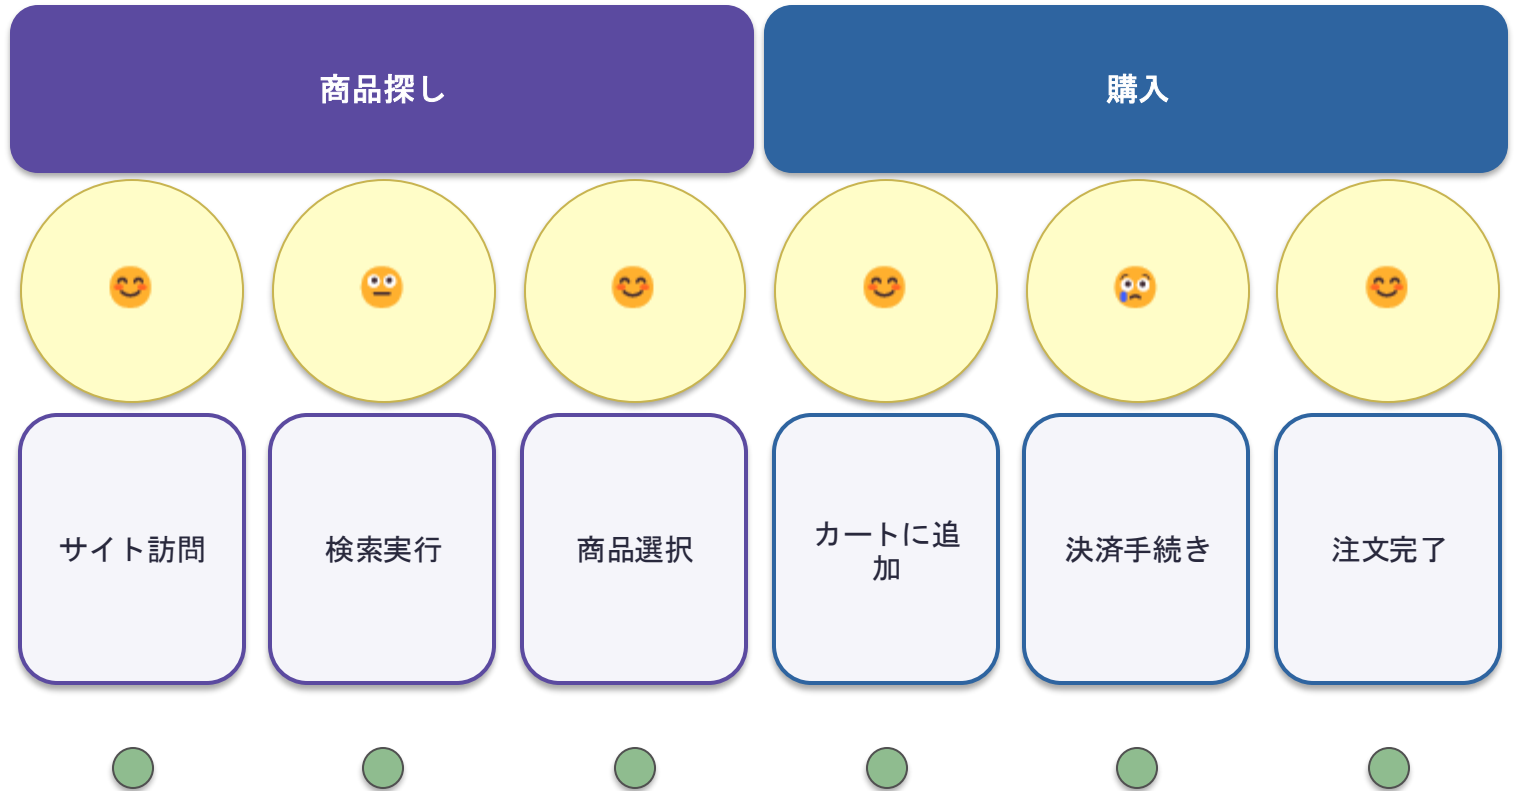 商品探し
購入
サイト訪問
検索実行
商品選択
カートに追
加
決済手続き
注文完了